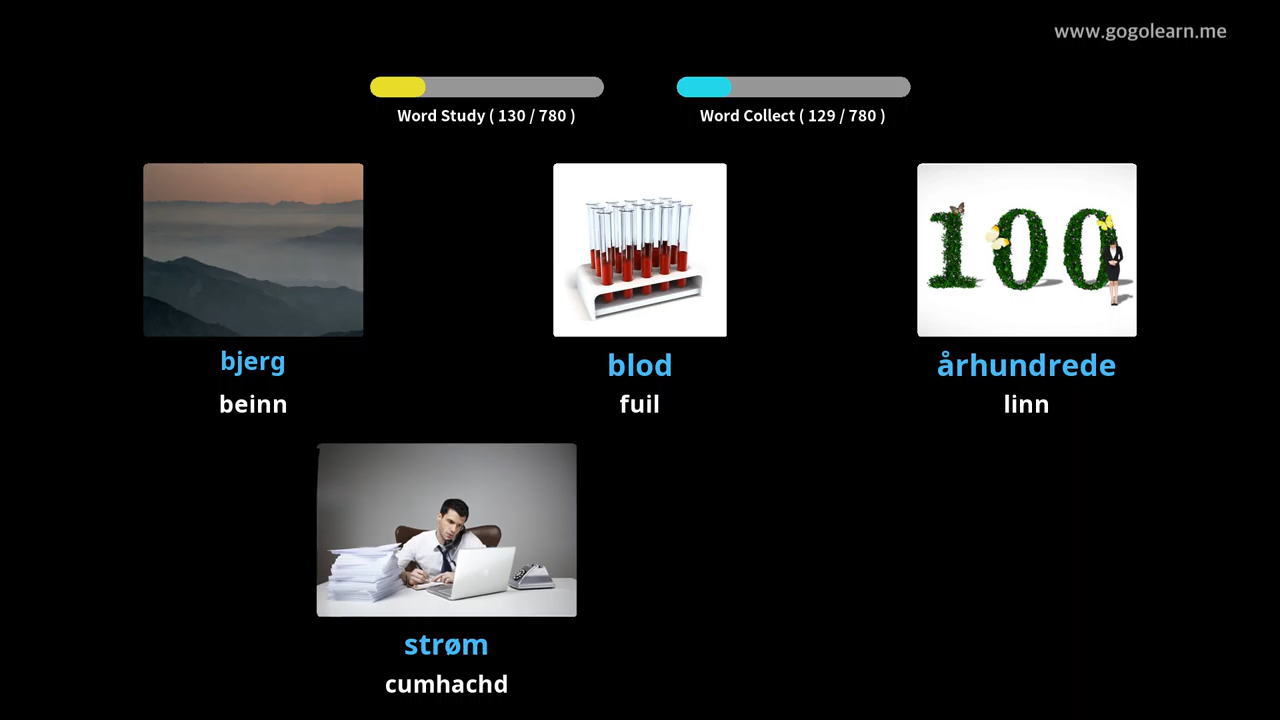 www.gogolearn.me
Word Study ( 130 / 780 )
Word Collect ( 129 / 780 )
100
bjerg
beinn
blod
fuil
århundrede
linn
strøm
cumhachd